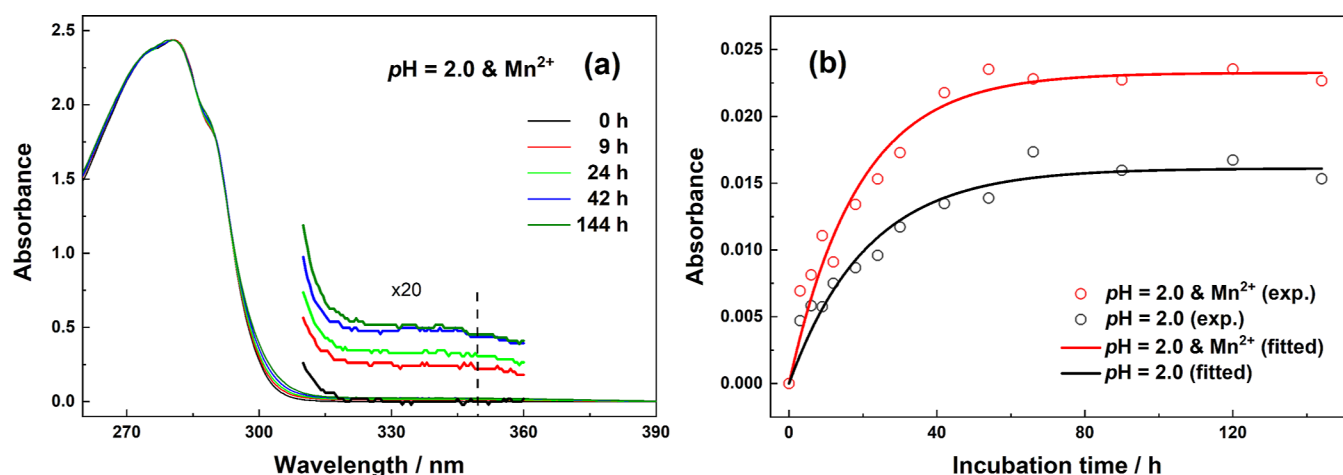 pH = 2.0 & Mn²⁺ (a)
0 h
9 h
24 h
42 h
144 h
x20
Absorbance
2.5
2.0
1.5
1.0
0.5
0.0
270 300 330 360 390
Wavelength / nm
(b)
Absorbance
0.025
0.020
0.015
0.010
0.005
0.000
pH = 2.0 & Mn²⁺ (exp.)
pH = 2.0 (exp.)
pH = 2.0 & Mn²⁺ (fitted)
pH = 2.0 (fitted)
0 40 80 120
Incubation time / h